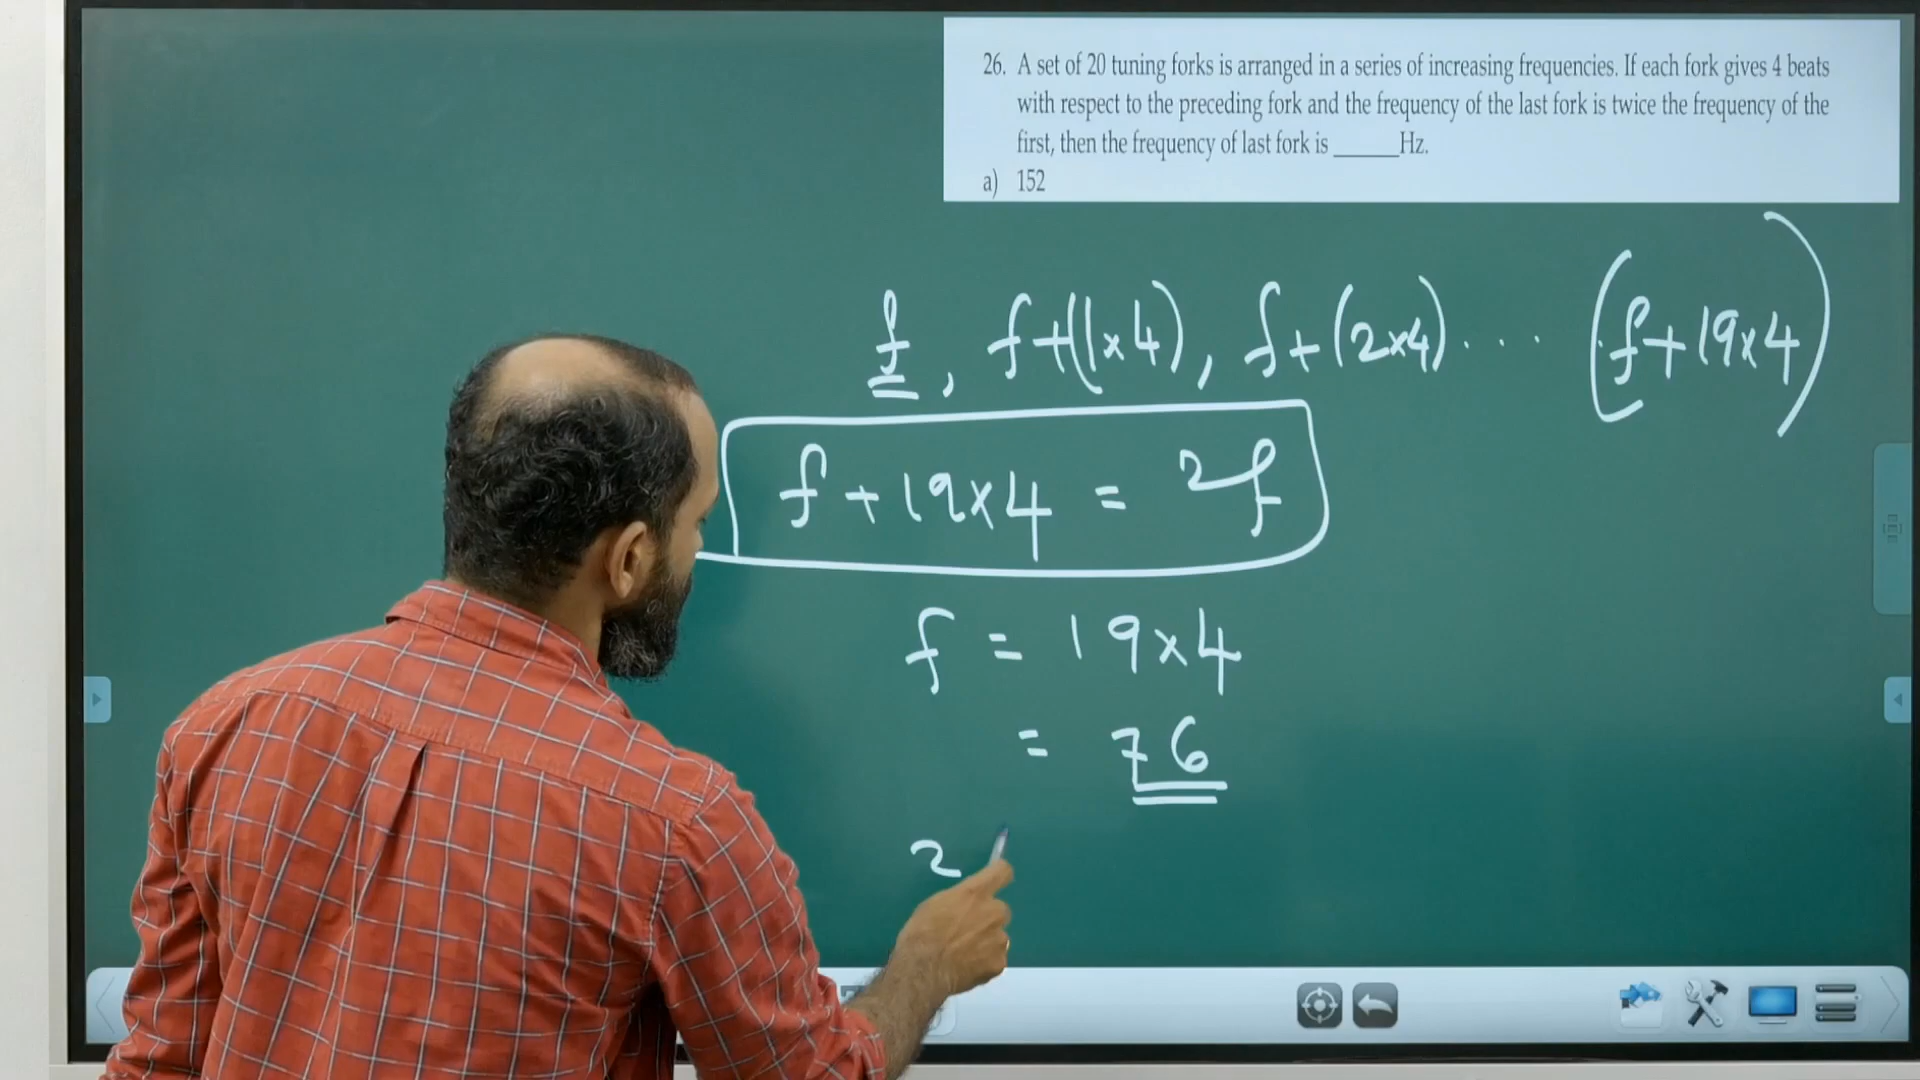 26. A set of 20 tuning forks is arranged in a series of increasing frequencies. If each fork gives 4 beats
with respect to the preceding fork and the frequency of the last fork is twice the frequency of the
first, then the frequency of last fork is ______Hz.
a) 152
f, f+(1×4), f+(2×4)... (f+19×4)
f+19×4 = 2f
f = 19×4
= 76
2